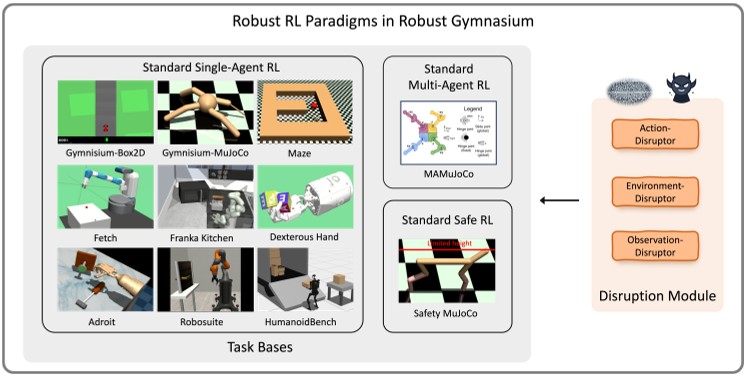 Robust RL Paradigms in Robust Gymnasium
Standard Single-Agent RL
Gymnisium-Box2D
Gymnisium-MuJoCo
Maze
Fetch
Franka Kitchen
Dexterous Hand
Adroit
Robosuite
HumanoidBench
Task Bases
Standard
Multi-Agent RL
Legend
MAMuJoCo
Standard Safe RL
Limited height
Safety MuJoCo
Action-
Disruptor
Environment-
Disruptor
Observation-
Disruptor
Disruption Module